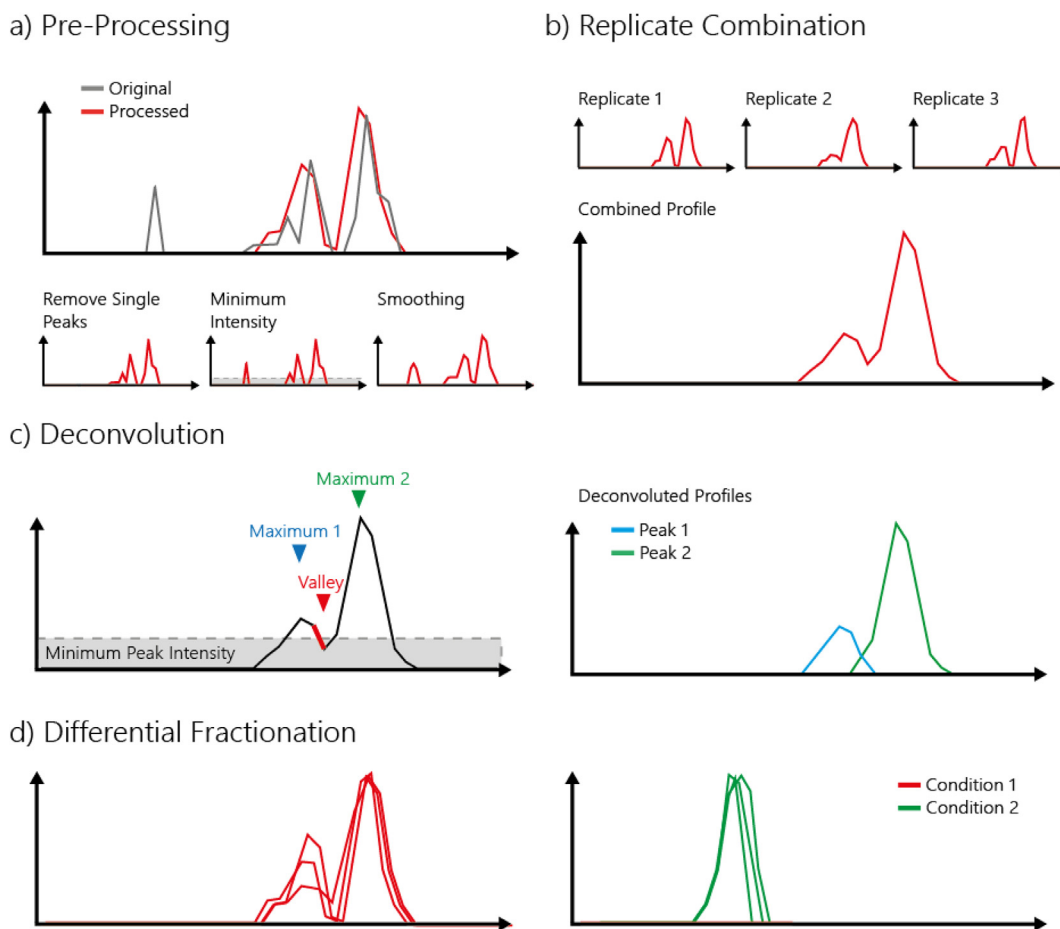 a) Pre-Processing
Original
Processed
Remove Single
Peaks
Minimum
Intensity
Smoothing
b) Replicate Combination
Replicate 1
Replicate 2
Replicate 3
Combined Profile
c) Deconvolution
Maximum 2
Maximum 1
Valley
Minimum Peak Intensity
Deconvoluted Profiles
Peak 1
Peak 2
d) Differential Fractionation
Condition 1
Condition 2